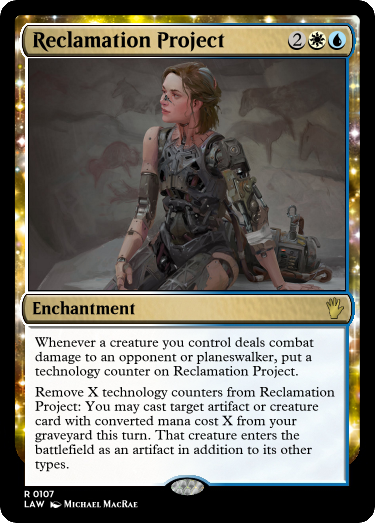 Reclamation Project 2
Enchantment
Whenever a creature you control deals combat
damage to an opponent or planeswalker, put a
technology counter on Reclamation Project.
Remove X technology counters from Reclamation
Project: You may cast target artifact or creature
card with converted mana cost X from your
graveyard this turn. That creature enters the
battlefield as an artifact in addition to its other
types.
R 0107
LAW Michael MacRae